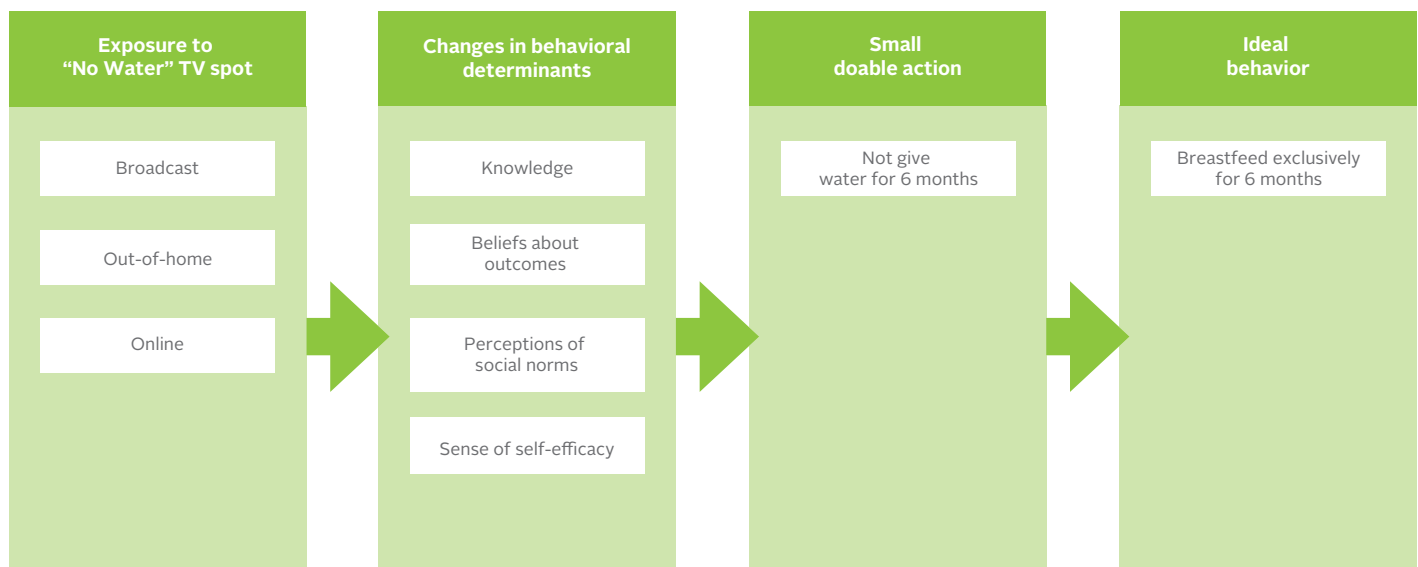 Exposure to
“No Water” TV spot
Broadcast
Out-of-home
Online
Changes in behavioral
determinants
Knowledge
Beliefs about
outcomes
Perceptions of
social norms
Sense of self-efficacy
Small
doable action
Not give
water for 6 months
Ideal
behavior
Breastfeed exclusively
for 6 months